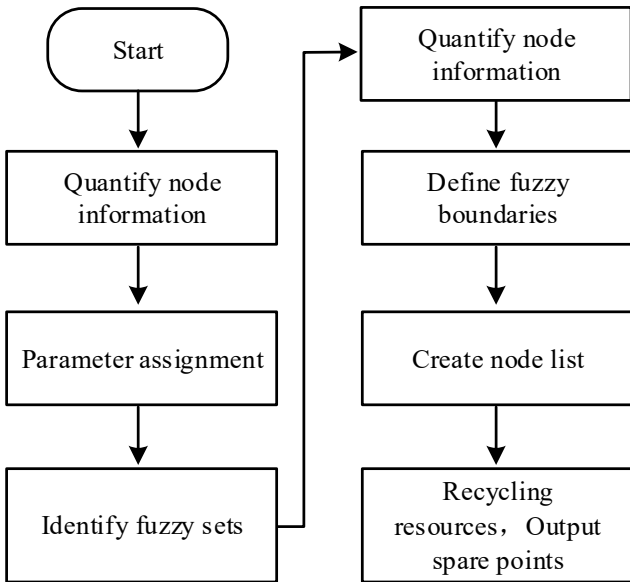 Start
Quantify node
information
Parameter assignment
Identify fuzzy sets
Quantify node
information
Define fuzzy
boundaries
Create node list
Recycling
resources，Output
spare points